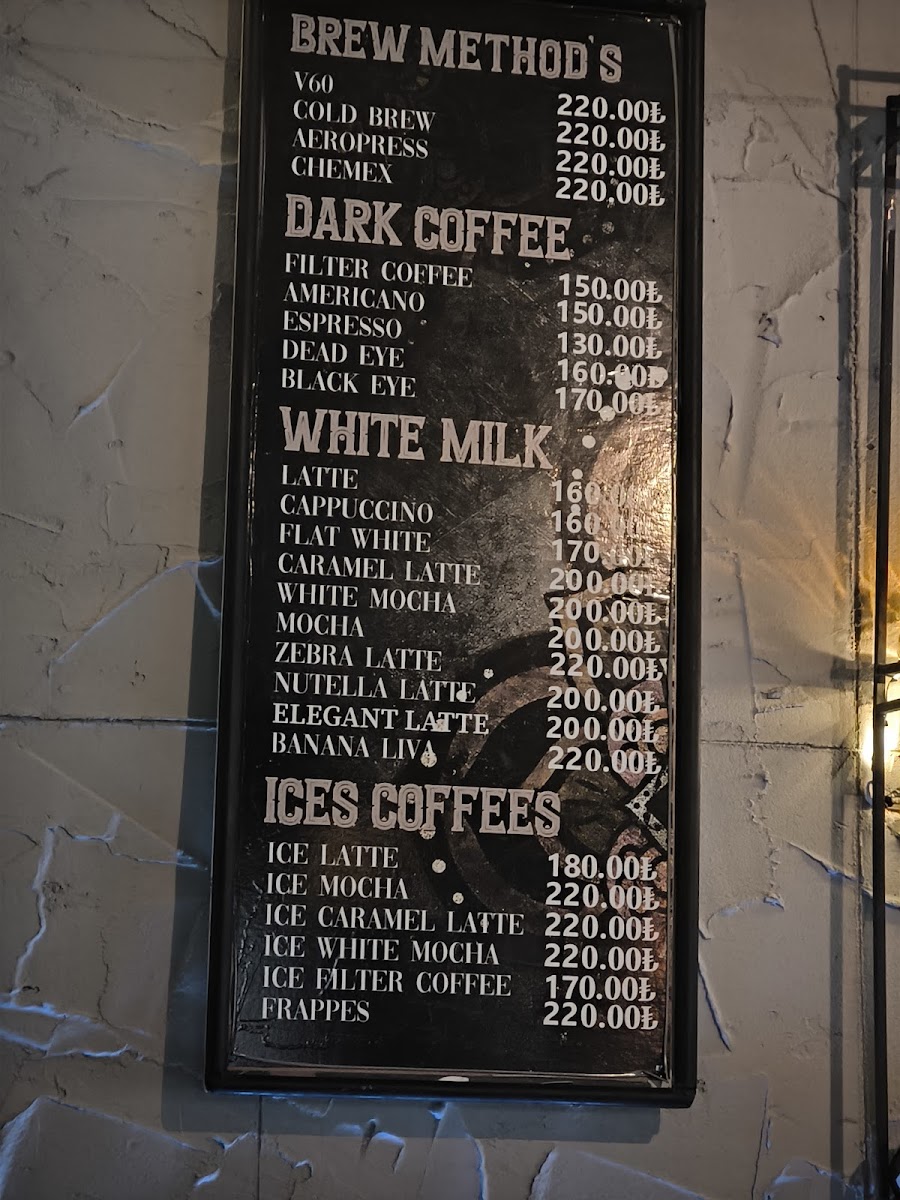 BREW METHOD'S
V60 220.00₺
COLD BREW 220.00₺
AEROPRESS 220.00₺
CHEMEX 220.00₺
DARK COFFEE
FILTER COFFEE 150.00₺
AMERICANO 150.00₺
ESPRESSO 130.00₺
DEAD EYE 160.00₺
BLACK EYE 170.00₺
WHITE MILK
LATTE
CAPPUCCINO
FLAT WHITE 170.00₺
CARAMEL LATTE 200.00₺
WHITE MOCHA 200.00₺
MOCHA 200.00₺
ZEBRA LATTE 220.00₺
NUTELLA LATTE 200.00₺
ELEGANT LATTE 200.00₺
BANANA LIVA 220.00₺
ICES COFFEES
ICE LATTE 180.00₺
ICE MOCHA 220.00₺
ICE CARAMEL LATTE 220.00₺
ICE WHITE MOCHA 220.00₺
ICE FILTER COFFEE 170.00₺
FRAPPES 220.00₺